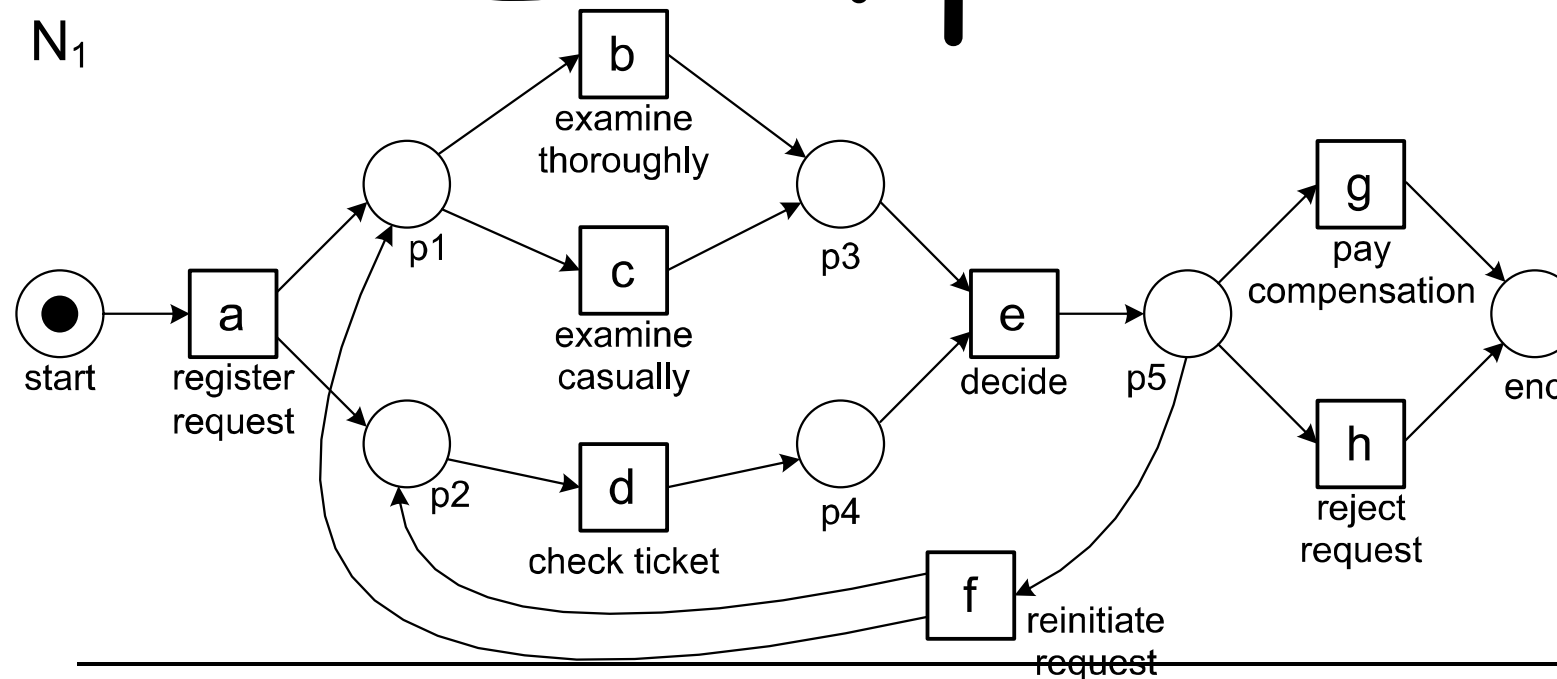 N1
b
examine
thoroughly
p1
c
examine
casually
p3
start
a
register
request
p2
d
check ticket
p4
e
decide
p5
g
pay
compensation
h
reject
request
f
reinitiate
request